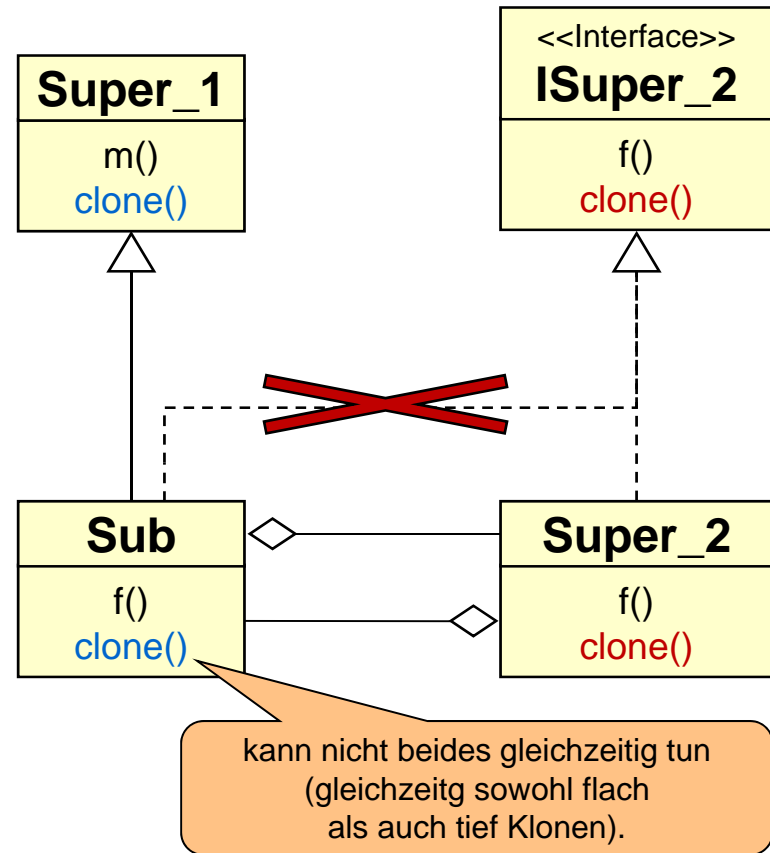 Super_1
m()
clone()
<<Interface>>
ISuper_2
f()
clone()
Sub
f()
clone()
Super_2
f()
clone()
kann nicht beides gleichzeitig tun
(gleichzeitg sowohl flach
als auch tief Klonen).